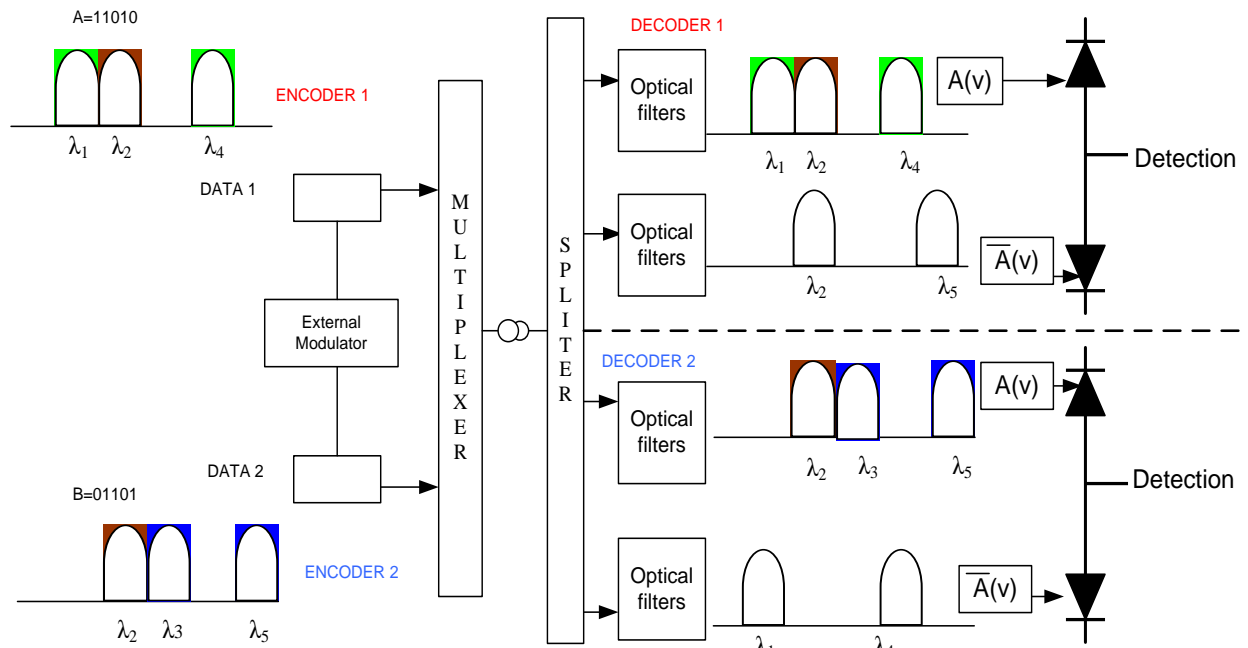 A=11010
ENCODER 1
λ1 λ2 λ4
DATA 1
External
Modulator
DATA 2
B=01101
ENCODER 2
λ2 λ3 λ5
MULTIPLEXER
SPLITER
DECODER 1
Optical
filters
λ1 λ2 λ4
A(v)
Detection
Optical
filters
λ2 λ5
A̅(v)
DECODER 2
Optical
filters
λ2 λ3 λ5
A(v)
Detection
Optical
filters
A̅(v)